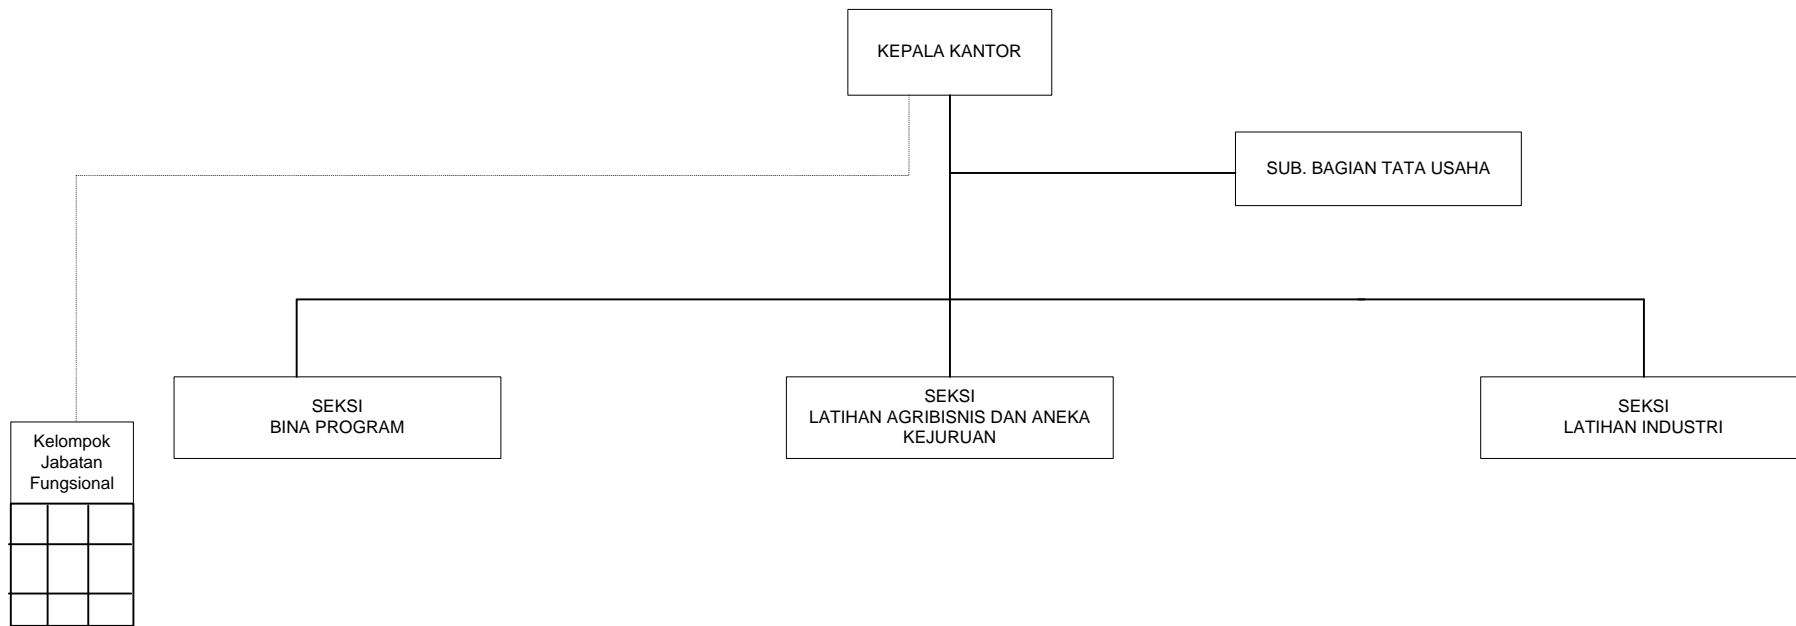 KEPALA KANTOR
SUB. BAGIAN TATA USAHA
SEKSI
BINA PROGRAM
SEKSI
LATIHAN AGRIBISNIS DAN ANEKA
KEJURUAN
SEKSI
LATIHAN INDUSTRI
Kelompok
Jabatan
Fungsional